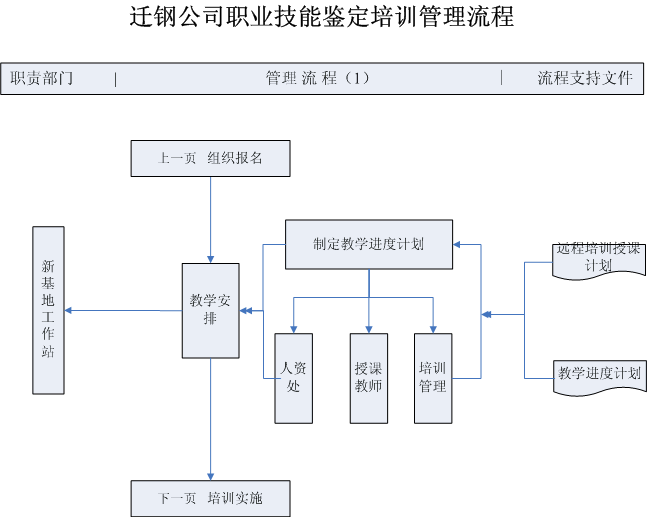 迁钢公司职业技能鉴定培训管理流程
职责部门 | 管理 流 程（1） | 流程支持文件
上一页 组织报名
制定教学进度计划
远程培训授课
计划
新
基
地
工
作
站
教学安
排
人资
处
授课
教师
培训
管理
教学进度计划
下一页 培训实施